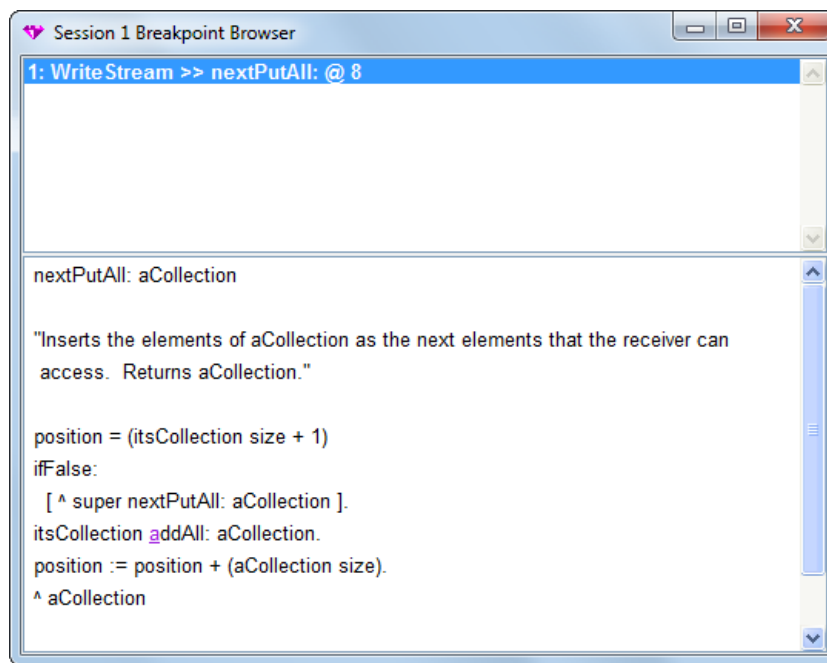 Session 1 Breakpoint Browser
1: WriteStream >> nextPutAll: @ 8
nextPutAll: aCollection
"Inserts the elements of aCollection as the next elements that the receiver can
access.  Returns aCollection."
position = (itsCollection size + 1)
ifFalse:
[ ^ super nextPutAll: aCollection ].
itsCollection addAll: aCollection.
position := position + (aCollection size).
^ aCollection